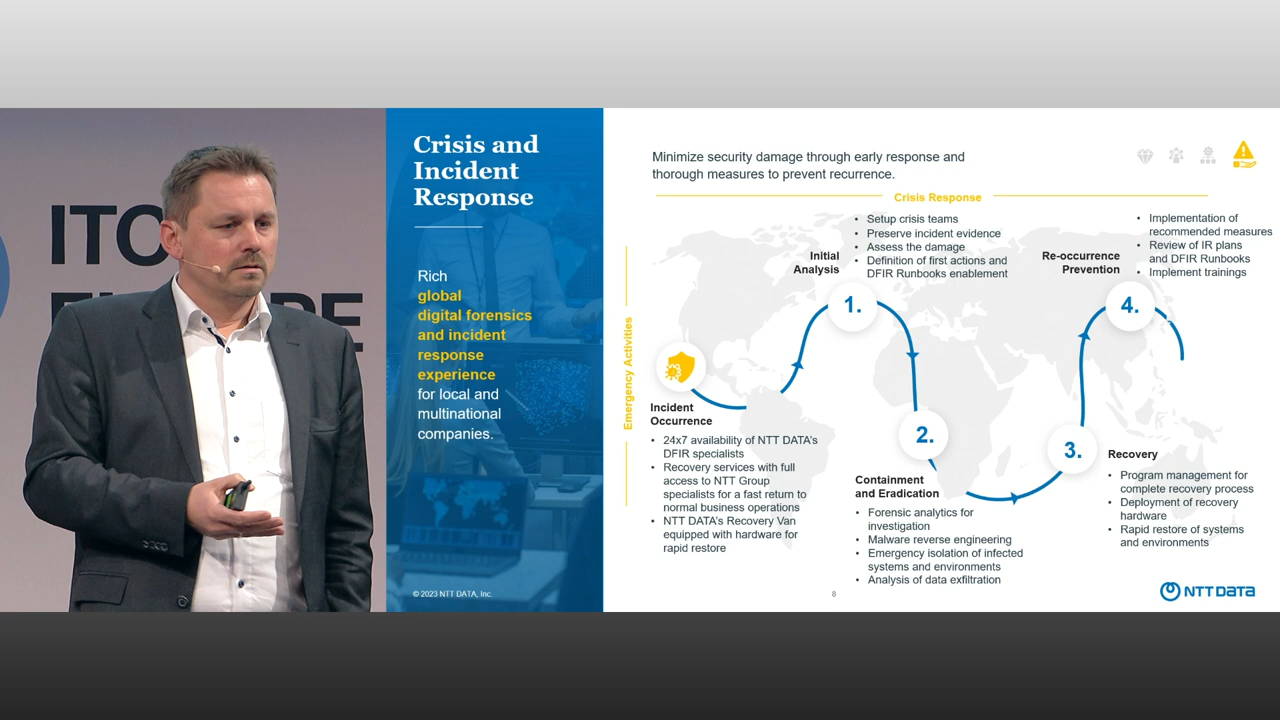 ITC
Crisis and
Incident
Response
Rich
global
digital forensics
and incident
response
experience
for local and
multinational
companies.
© 2023 NTT DATA, Inc.
Minimize security damage through early response and
thorough measures to prevent recurrence.
Crisis Response
Emergency Activities
Incident
Occurrence
• 24x7 availability of NTT DATA's
DFIR specialists
• Recovery services with full
access to NTT Group
specialists for a fast return to
normal business operations
• NTT DATA's Recovery Van
equipped with hardware for
rapid restore
Initial
Analysis
1.
• Setup crisis teams
• Preserve incident evidence
• Assess the damage
• Definition of first actions and
DFIR Runbooks enablement
2.
Containment
and Eradication
• Forensic analytics for
investigation
• Malware reverse engineering
• Emergency isolation of infected
systems and environments
• Analysis of data exfiltration
3.
Recovery
• Program management for
complete recovery process
• Deployment of recovery
hardware
• Rapid restore of systems
and environments
Re-occurrence
Prevention
4.
• Implementation of
recommended measures
• Review of IR plans
and DFIR Runbooks
• Implement trainings
8
NTT DATA